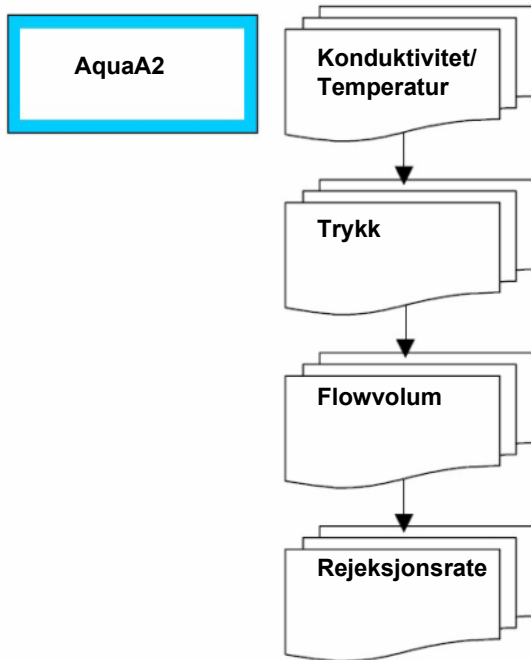 AquaA2
Konduktivitet/
Temperatur
Trykk
Flowvolum
Rejeksjonsrate